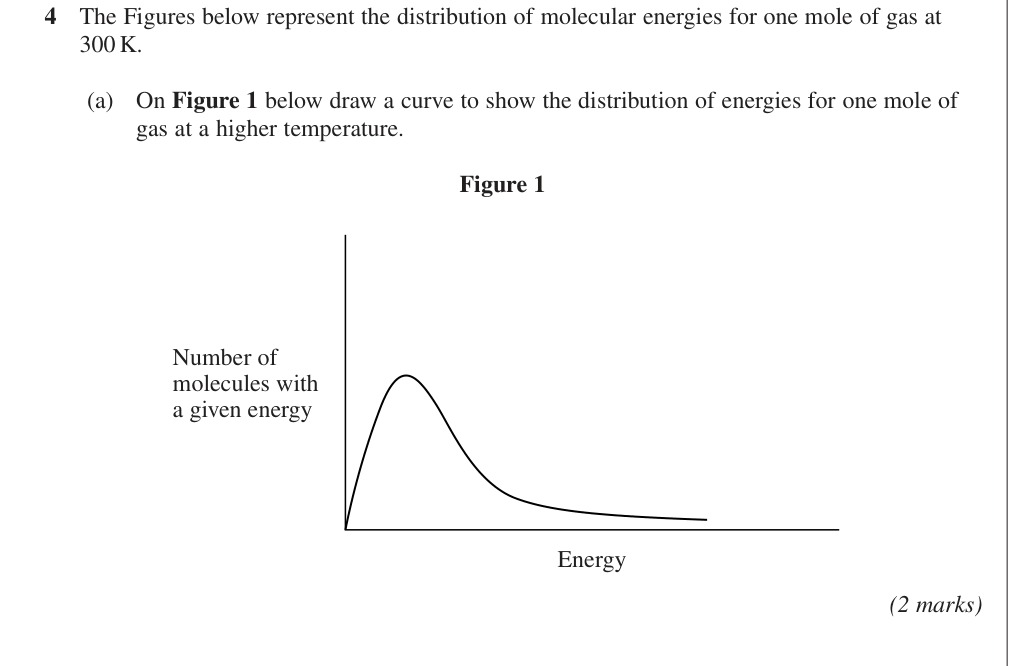 4 The Figures below represent the distribution of molecular energies for one mole of gas at
300 K.
(a) On Figure 1 below draw a curve to show the distribution of energies for one mole of
gas at a higher temperature.
Figure 1
Number of
molecules with
a given energy
Energy
(2 marks)